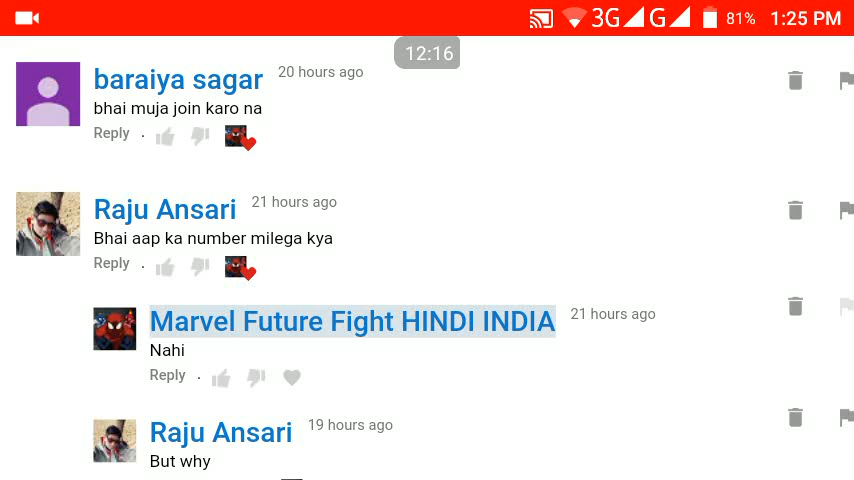 3G G 81% 1:25 PM
12:16
baraiya sagar 20 hours ago
bhai muja join karo na
Reply .
Raju Ansari 21 hours ago
Bhai aap ka number milega kya
Reply .
Marvel Future Fight HINDI INDIA 21 hours ago
Nahi
Reply .
Raju Ansari 19 hours ago
But why